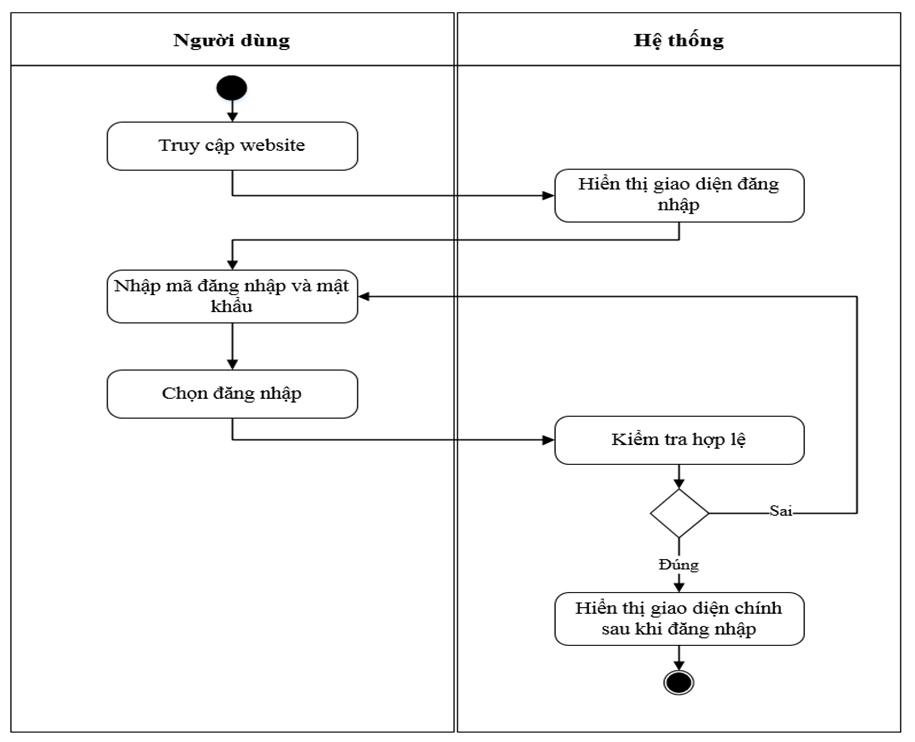 Người dùng
Hệ thống
Truy cập website
Hiển thị giao diện đăng
nhập
Nhập mã đăng nhập và mật
khẩu
Chọn đăng nhập
Kiểm tra hợp lệ
Sai
Đúng
Hiển thị giao diện chính
sau khi đăng nhập